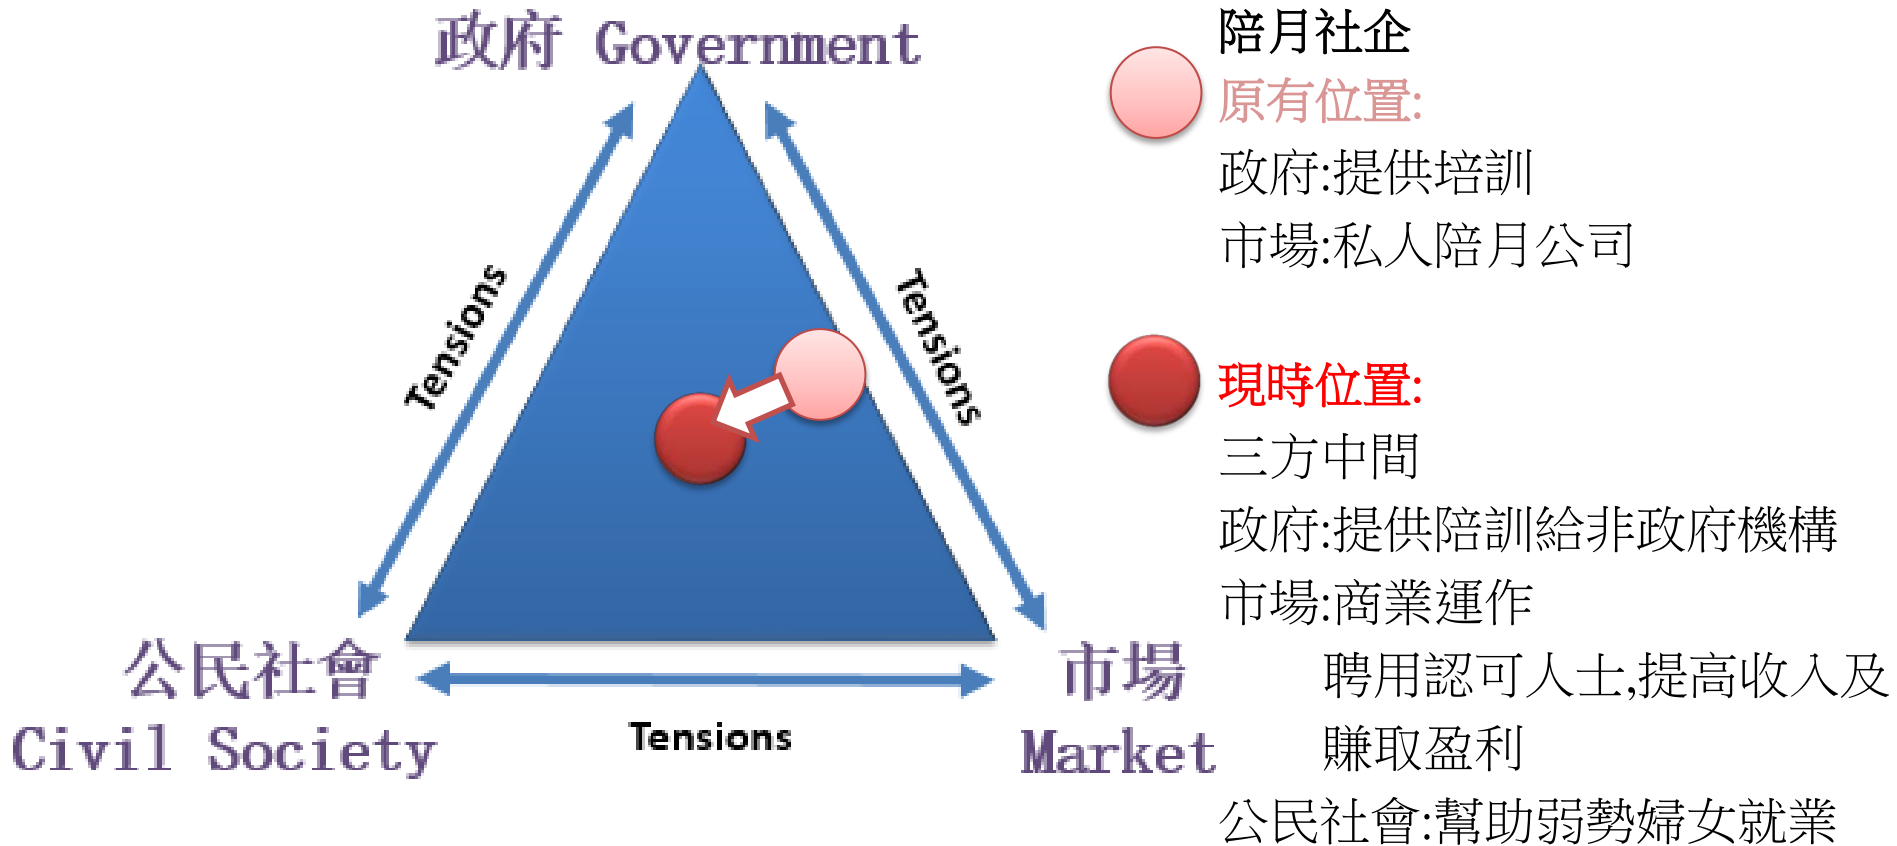 政府 Government
Tensions
Tensions
公民社會
Civil Society
Tensions
市場
Market
陪月社企
原有位置:
政府:提供培訓
市場:私人陪月公司
現時位置:
三方中間
政府:提供陪訓給非政府機構
市場:商業運作
聘用認可人士,提高收入及
賺取盈利
公民社會:幫助弱勢婦女就業